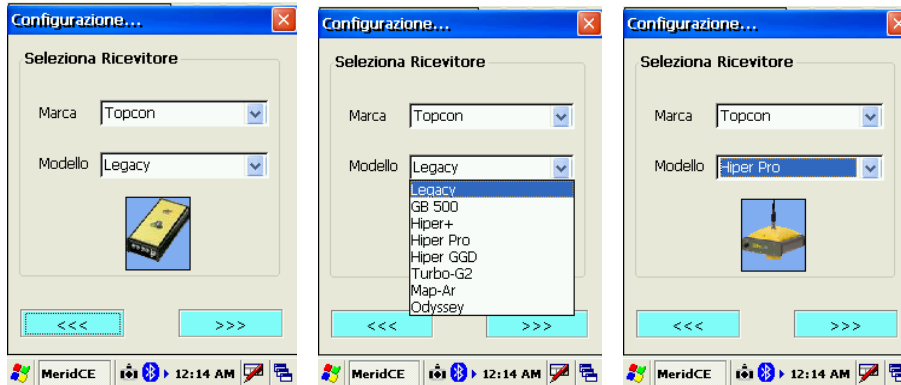 Configurazione...
Seleziona Ricevitore
Marca Topcon
Modello Legacy
<<< >>>
MeridCE 12:14 AM
Configurazione...
Seleziona Ricevitore
Marca Topcon
Modello Legacy
Legacy
GB 500
Hiper+
Hiper Pro
Hiper GGD
Turbo-G2
Map-Ar
Odyssey
<<< >>>
MeridCE 12:14 AM
Configurazione...
Seleziona Ricevitore
Marca Topcon
Modello Hiper Pro
<<< >>>
MeridCE 12:14 AM